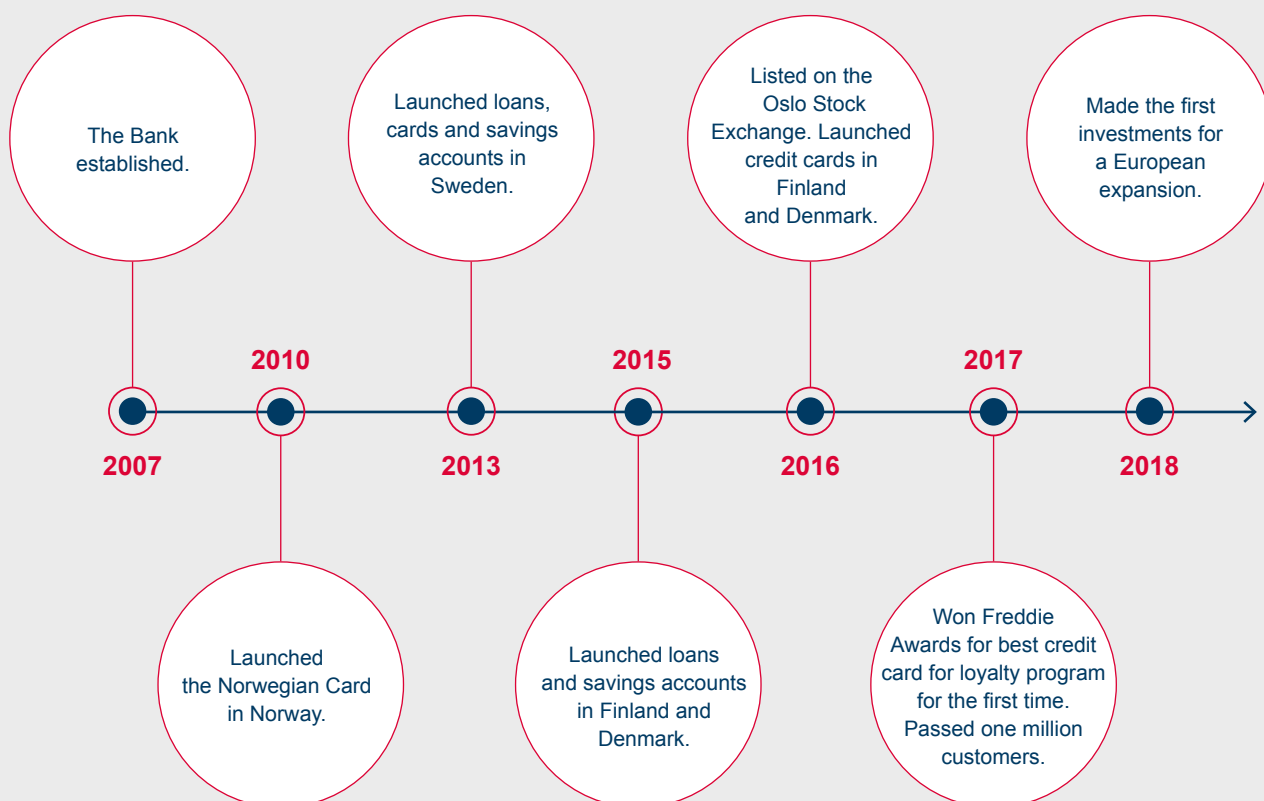 The Bank
established.
Launched loans,
cards and savings
accounts in
Sweden.
Listed on the
Oslo Stock
Exchange. Launched
credit cards in
Finland
and Denmark.
Made the first
investments for
a European
expansion.
2010
2015
2017
2007
2013
2016
2018
Launched
the Norwegian Card
in Norway.
Launched loans
and savings accounts
in Finland and
Denmark.
Won Freddie
Awards for best credit
card for loyalty program
for the first time.
Passed one million
customers.